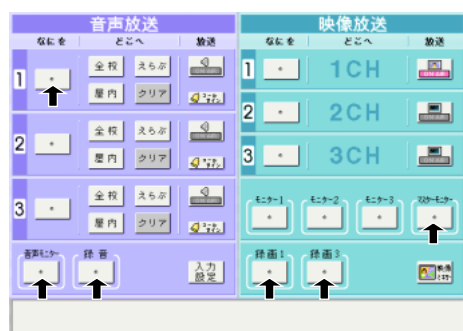 音声放送
なにを どこへ 放送
1 全校 えらぶ
屋内 クリア
2 全校 えらぶ
屋内 クリア
3 全校 えらぶ
屋内 クリア
音声モニター 録音 入力設定
映像放送
なにを どこへ 放送
1 1CH
2 2CH
3 3CH
モニター1 モニター2 モニター3 マスターモニター
録画1 録画3